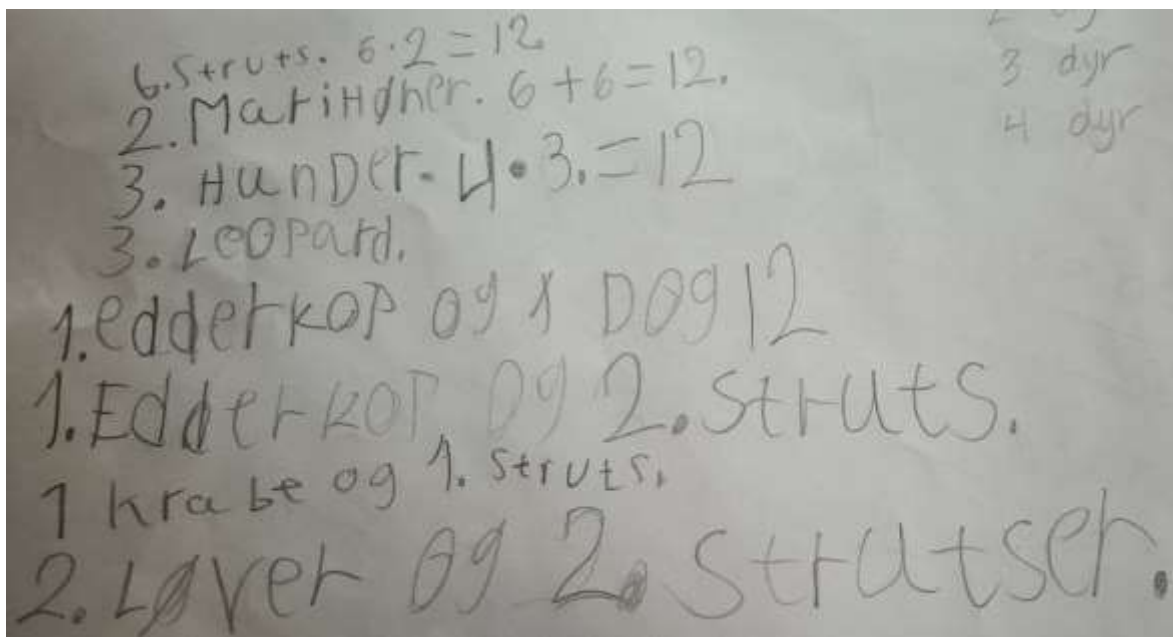 6. Struts. 6·2=12
2. MariHøner. 6+6=12.
3. HunDer. 4·3.=12
3. Leopard.
1. edderkop og 1 Dog 12
1. Edderkop og 2. struts.
1 krabe og 1. struts.
2. Løver og 2. strutser.
3 dyr
4 dyr